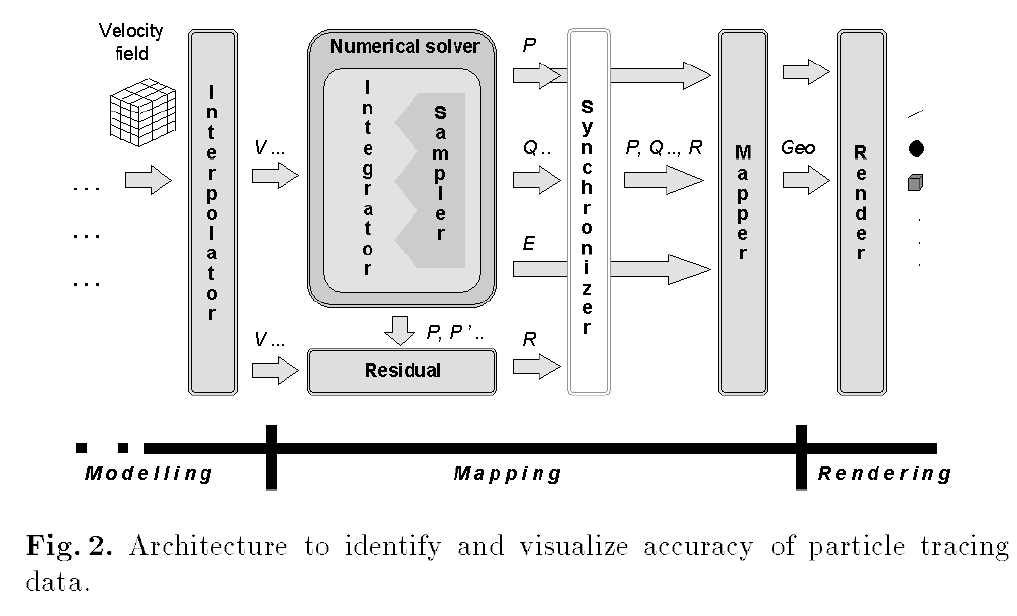 Velocity
field
Interpolator
Numerical solver
Integrator
Sampler
P
Synchronizer
Mapper
Render
V ...
Q ..
P, Q .., R
Geo
...
...
...
E
V ...
P, P' ..
R
Residual
Modelling
Mapping
Rendering
Fig. 2. Architecture to identify and visualize accuracy of particle tracing
data.